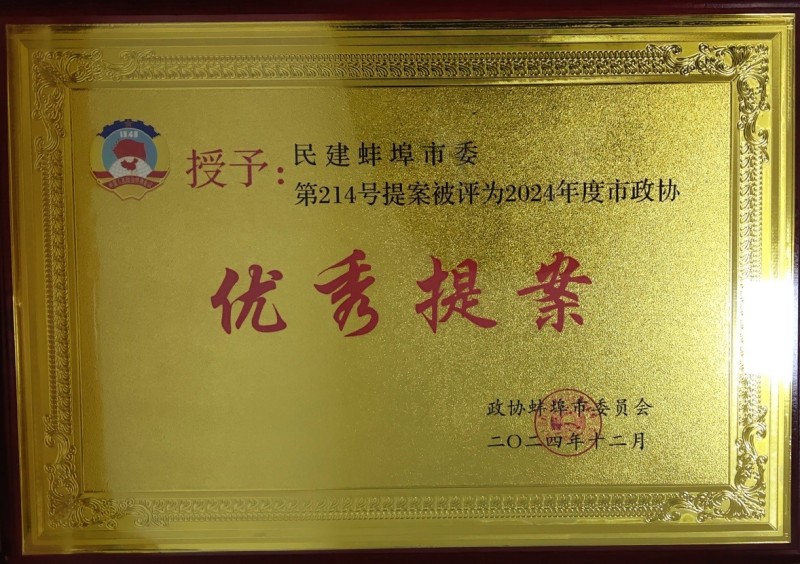 1949
授予：
民建蚌埠市委
第214号提案被评为2024年度市政协
优秀提案
政协蚌埠市委员会
二〇二四年十二月